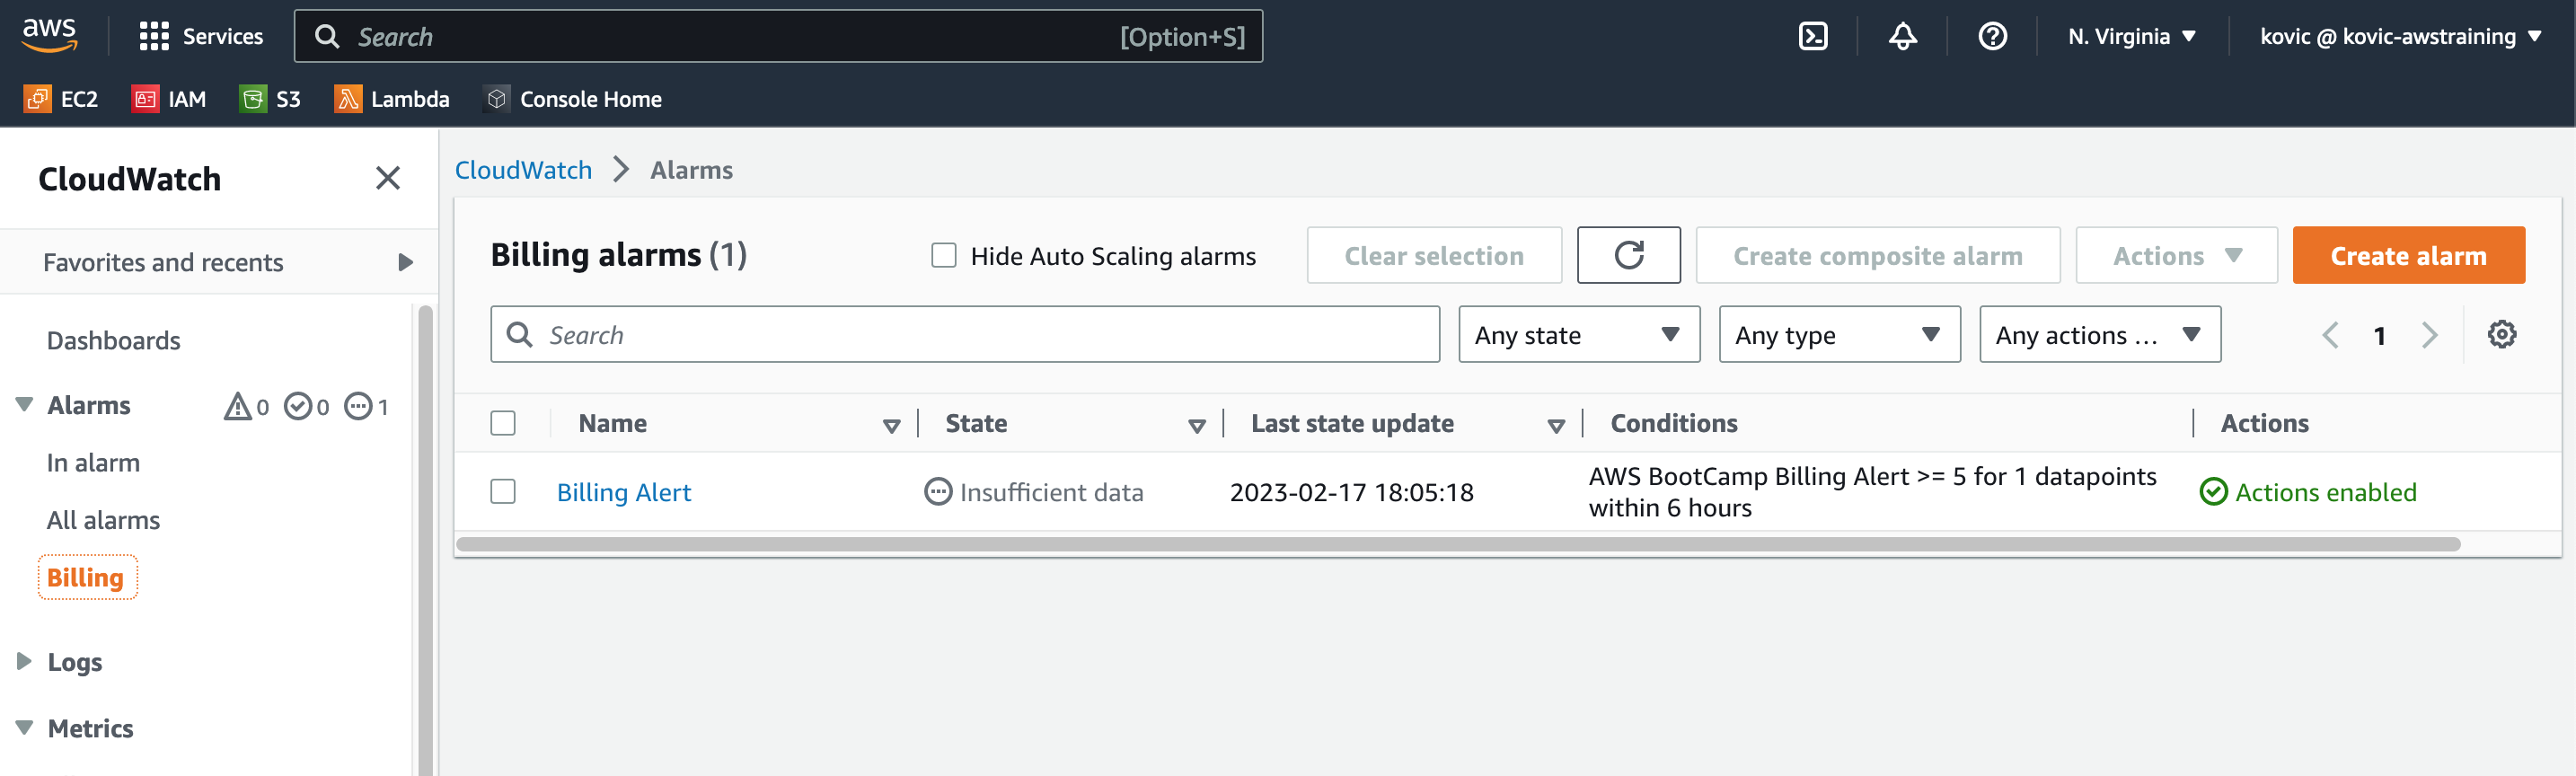 aws
Services
Search
[Option+S]
N. Virginia
kovic @ kovic-awstraining
EC2
IAM
S3
Lambda
Console Home
CloudWatch
Favorites and recents
Dashboards
Alarms
0
0
1
In alarm
All alarms
Billing
Logs
Metrics
CloudWatch
Alarms
Billing alarms (1)
Hide Auto Scaling alarms
Clear selection
Create composite alarm
Actions
Create alarm
Search
Any state
Any type
Any actions ...
1
Name
State
Last state update
Conditions
Actions
Billing Alert
Insufficient data
2023-02-17 18:05:18
AWS BootCamp Billing Alert >= 5 for 1 datapoints
within 6 hours
Actions enabled